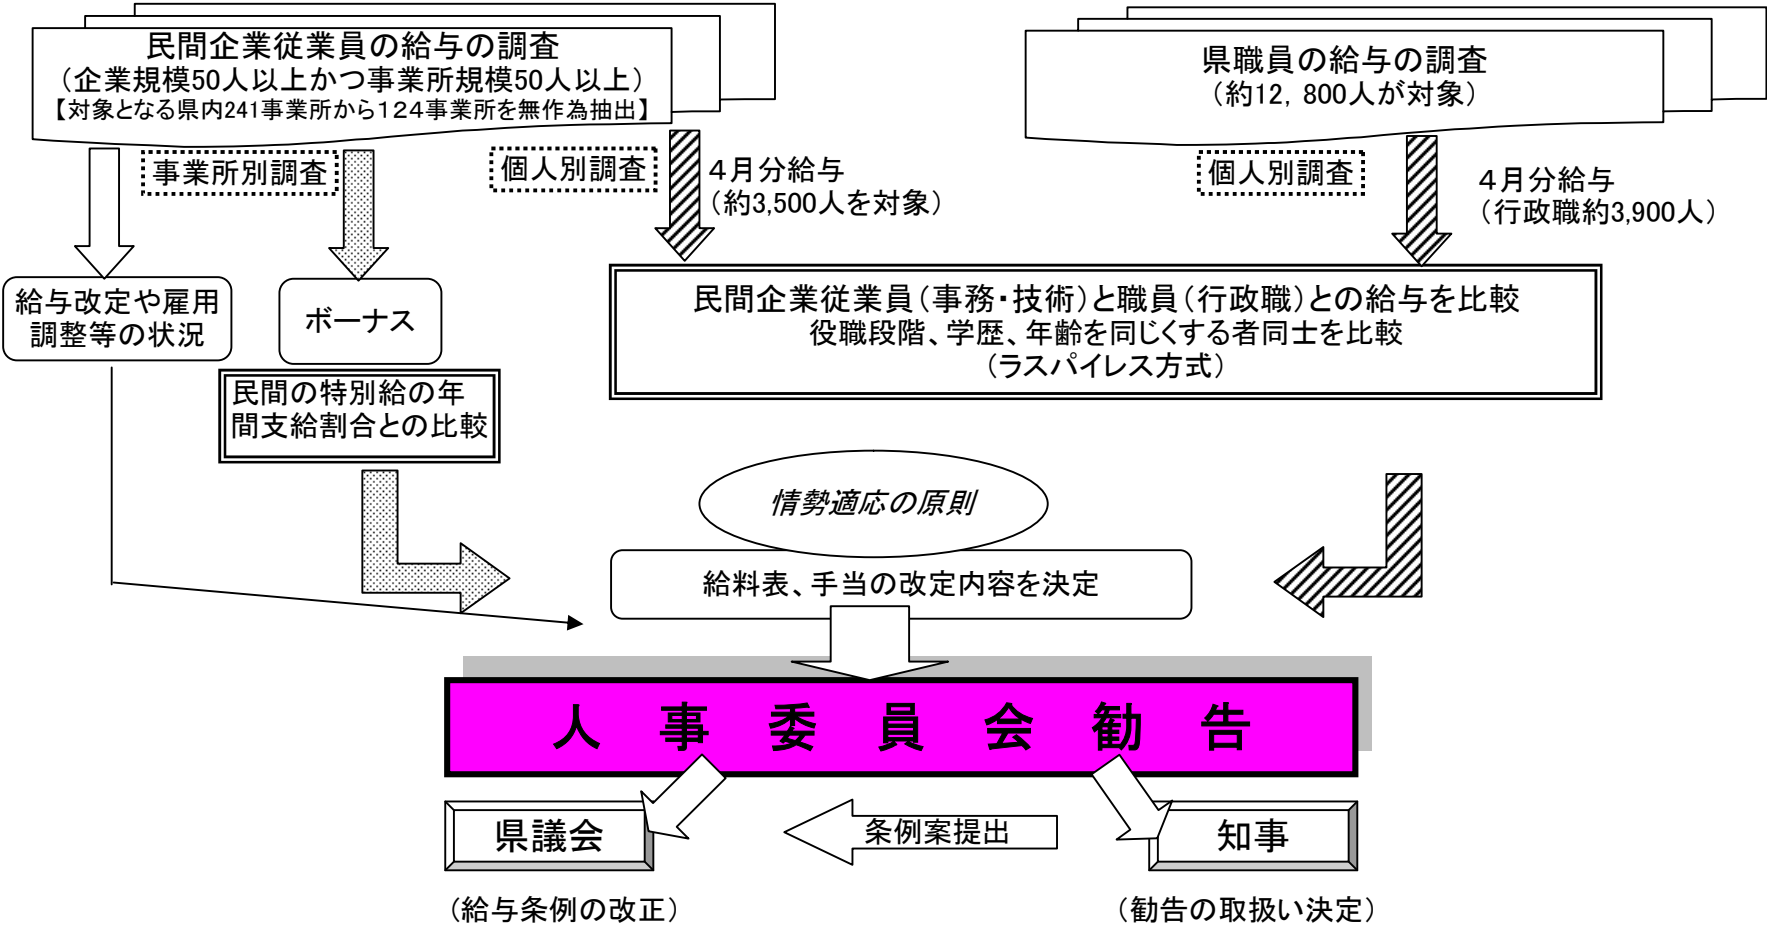 民間企業従業員の給与の調査
（企業規模50人以上かつ事業所規模50人以上）
【対象となる県内241事業所から１２４事業所を無作為抽出】
県職員の給与の調査
（約12，800人が対象）
事業所別調査
個人別調査
４月分給与
（約3,500人を対象）
個人別調査
４月分給与
（行政職約3,900人）
給与改定や雇用
調整等の状況
ボーナス
民間企業従業員（事務・技術）と職員（行政職）との給与を比較
役職段階、学歴、年齢を同じくする者同士を比較
（ラスパイレス方式）
民間の特別給の年
間支給割合との比較
情勢適応の原則
給料表、手当の改定内容を決定
人事委員会勧告
県議会
条例案提出
知事
（給与条例の改正）
（勧告の取扱い決定）